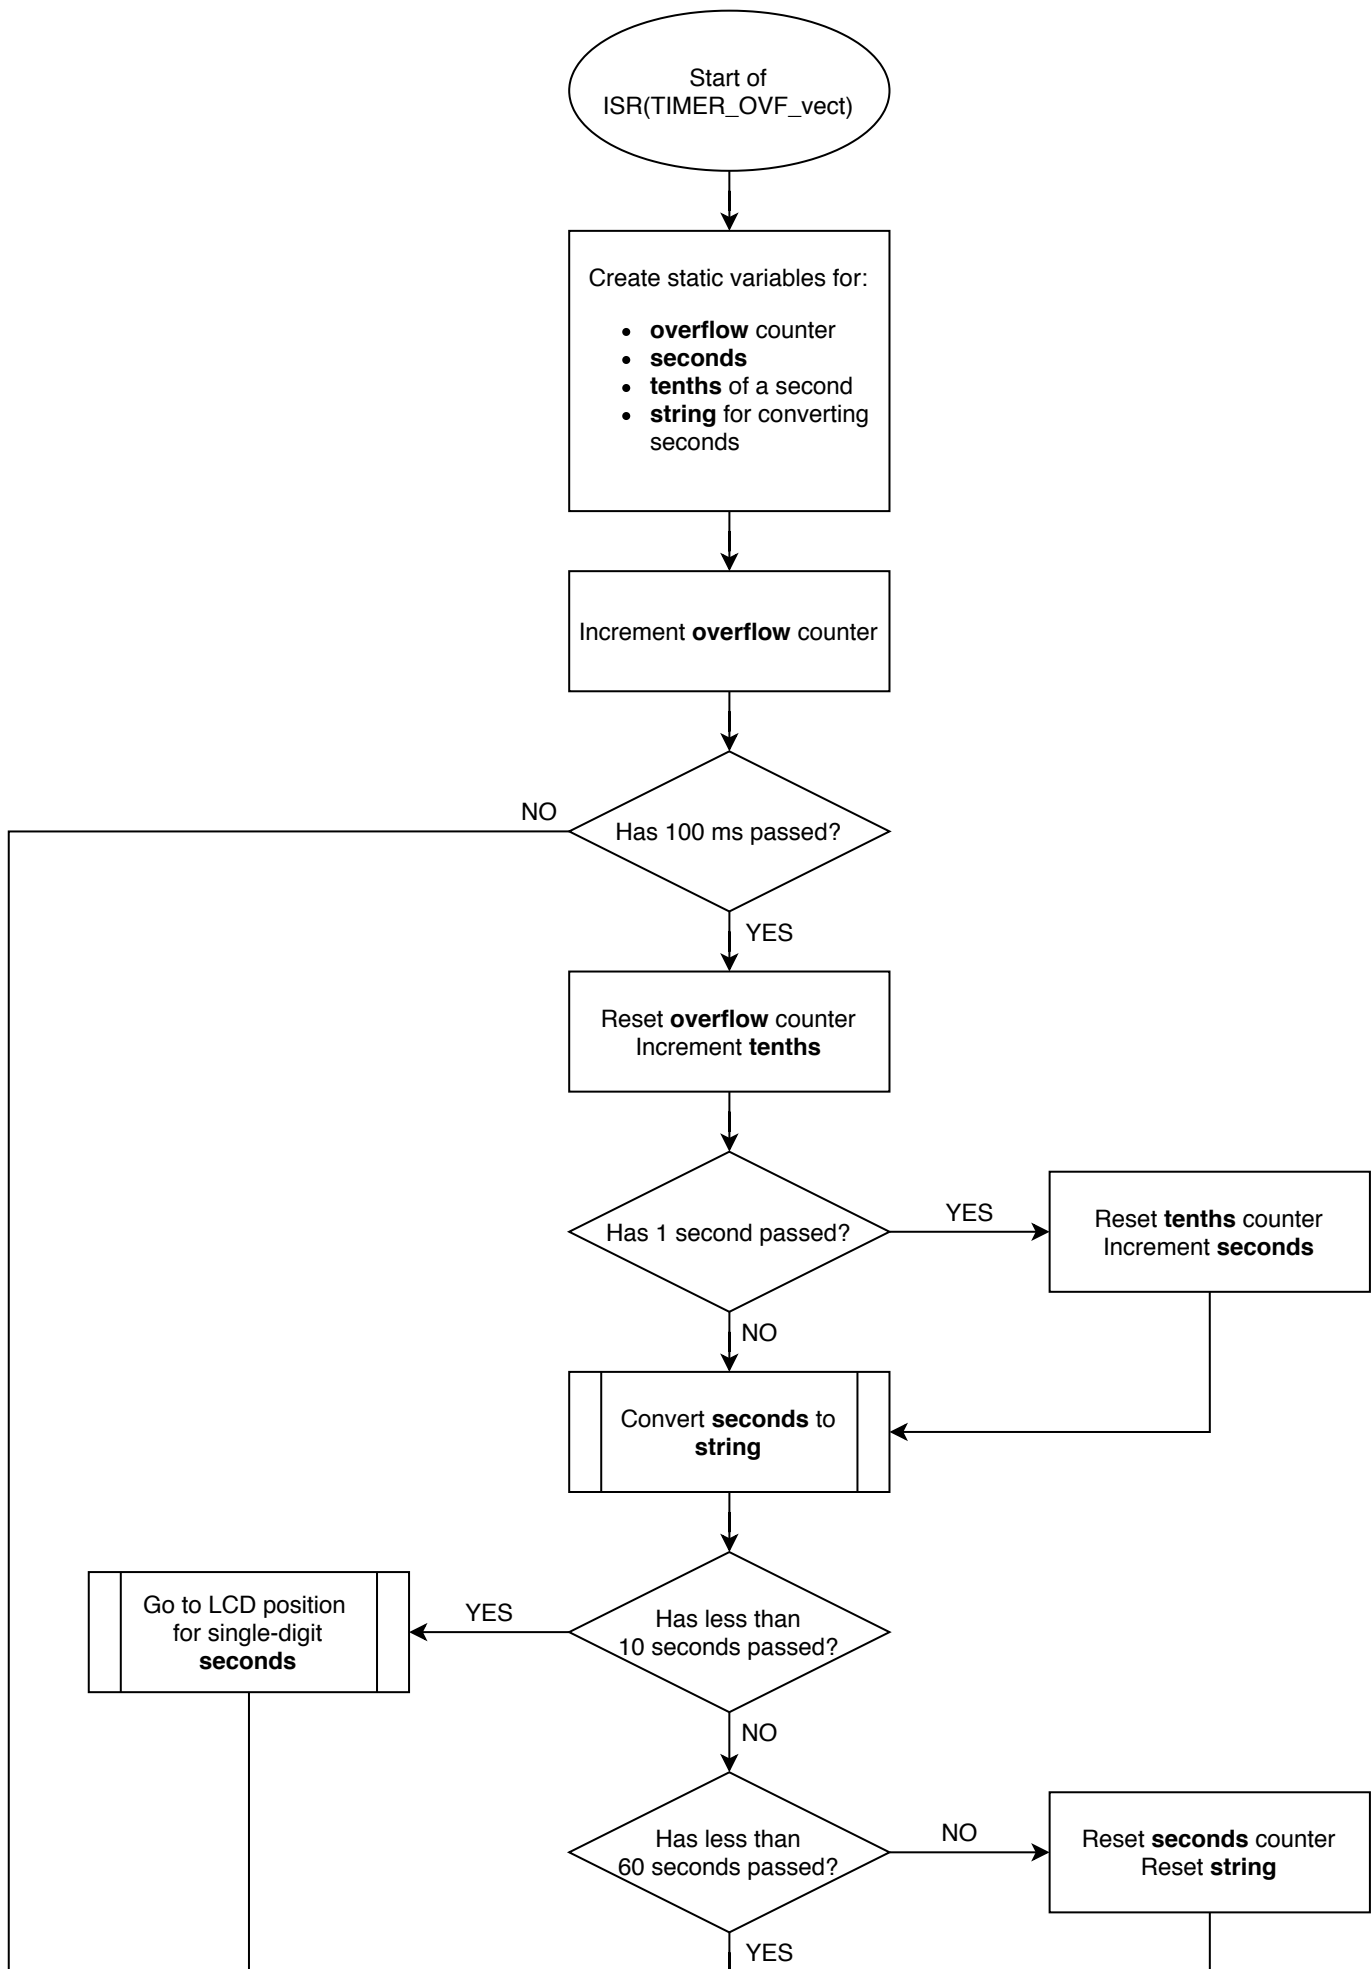 Start of
ISR(TIMER_OVF_vect)
Create static variables for:
• overflow counter
• seconds
• tenths of a second
• string for converting
seconds
Increment overflow counter
NO
Has 100 ms passed?
YES
Reset overflow counter
Increment tenths
Has 1 second passed?
YES
Reset tenths counter
Increment seconds
NO
Convert seconds to
string
Go to LCD position
for single-digit
seconds
YES
Has less than
10 seconds passed?
NO
Has less than
60 seconds passed?
NO
Reset seconds counter
Reset string
YES